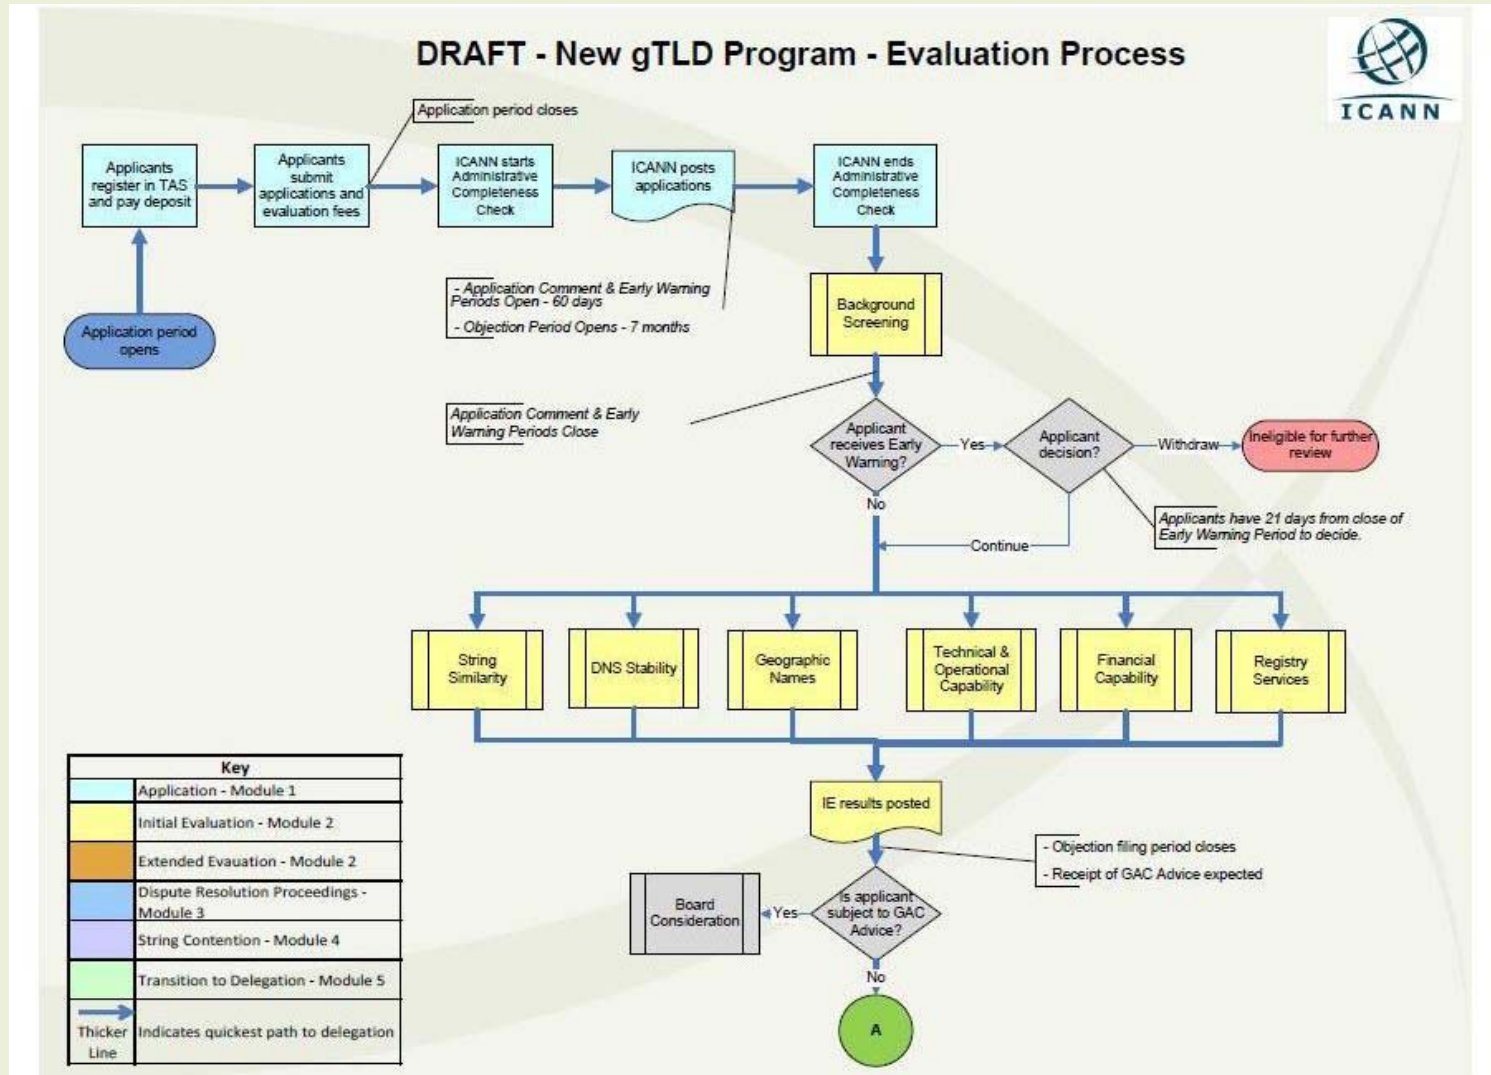 DRAFT - New gTLD Program - Evaluation Process
ICANN
Application period closes
Applicants
register in TAS
and pay deposit
Applicants
submit
applications and
evaluation fees
ICANN starts
Administrative
Completeness
Check
ICANN posts
applications
ICANN ends
Administrative
Completeness
Check
- Application Comment & Early Warning
Periods Open - 60 days
- Objection Period Opens - 7 months
Application period
opens
Background
Screening
Application Comment & Early
Warning Periods Close
Applicant
receives Early
Warning?
Yes
Applicant
decision?
Withdraw
Ineligible for further
review
No
Applicants have 21 days from close of
Early Warning Period to decide.
Continue
String
Similarity
DNS Stability
Geographic
Names
Technical &
Operational
Capability
Financial
Capability
Registry
Services
IE results posted
- Objection filing period closes
- Receipt of GAC Advice expected
Is applicant
subject to GAC
Advice?
Yes
Board
Consideration
No
A
Key
Application - Module 1
Initial Evaluation - Module 2
Extended Evauation - Module 2
Dispute Resolution Proceedings -
Module 3
String Contention - Module 4
Transition to Delegation - Module 5
Thicker
Line
Indicates quickest path to delegation